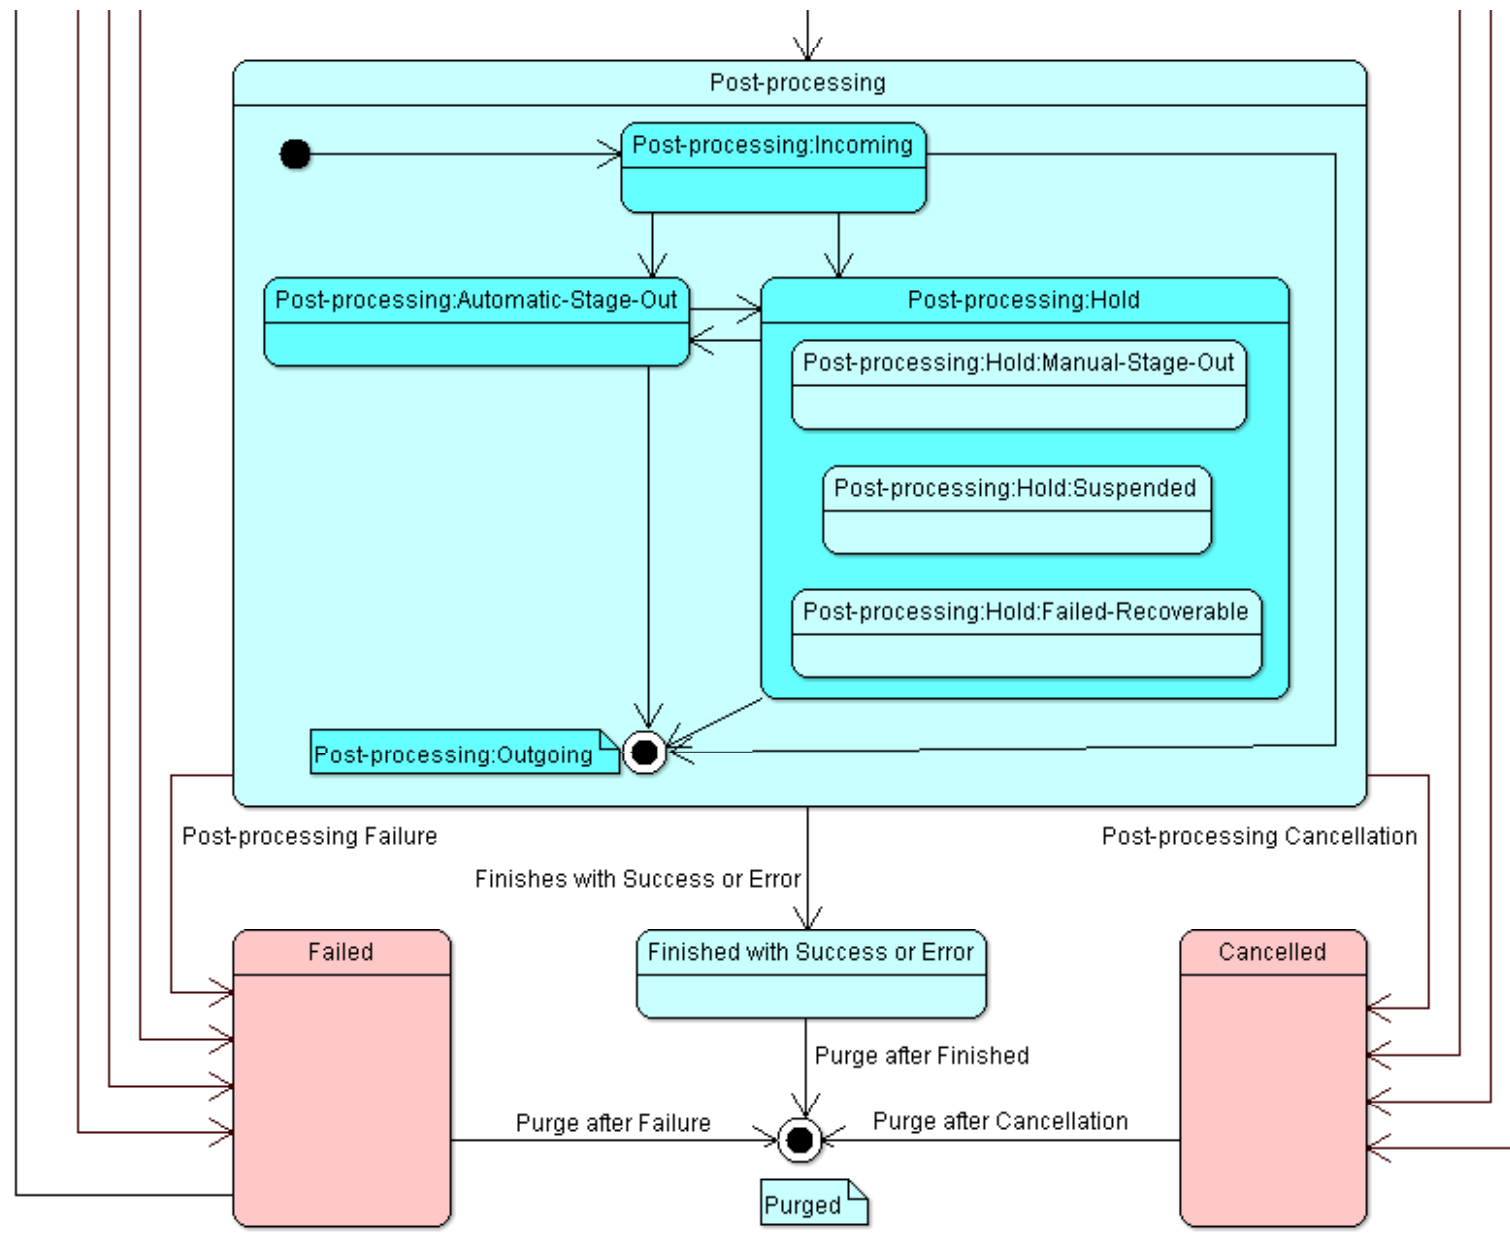 Post-processing
Post-processing:Incoming
Post-processing:Automatic-Stage-Out
Post-processing:Hold
Post-processing:Hold:Manual-Stage-Out
Post-processing:Hold:Suspended
Post-processing:Hold:Failed-Recoverable
Post-processing:Outgoing
Post-processing Failure
Post-processing Cancellation
Finishes with Success or Error
Failed
Finished with Success or Error
Cancelled
Purge after Finished
Purge after Failure
Purge after Cancellation
Purged